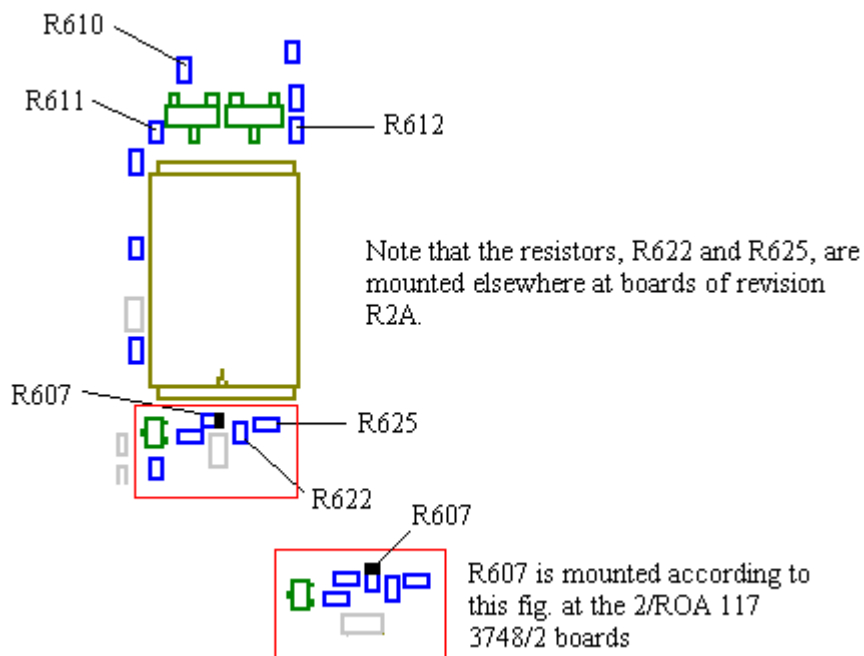 R610
R611
R612
Note that the resistors, R622 and R625, are
mounted elsewhere at boards of revision
R2A.
R607
R625
R622
R607
R607 is mounted according to
this fig. at the 2/ROA 117
3748/2 boards